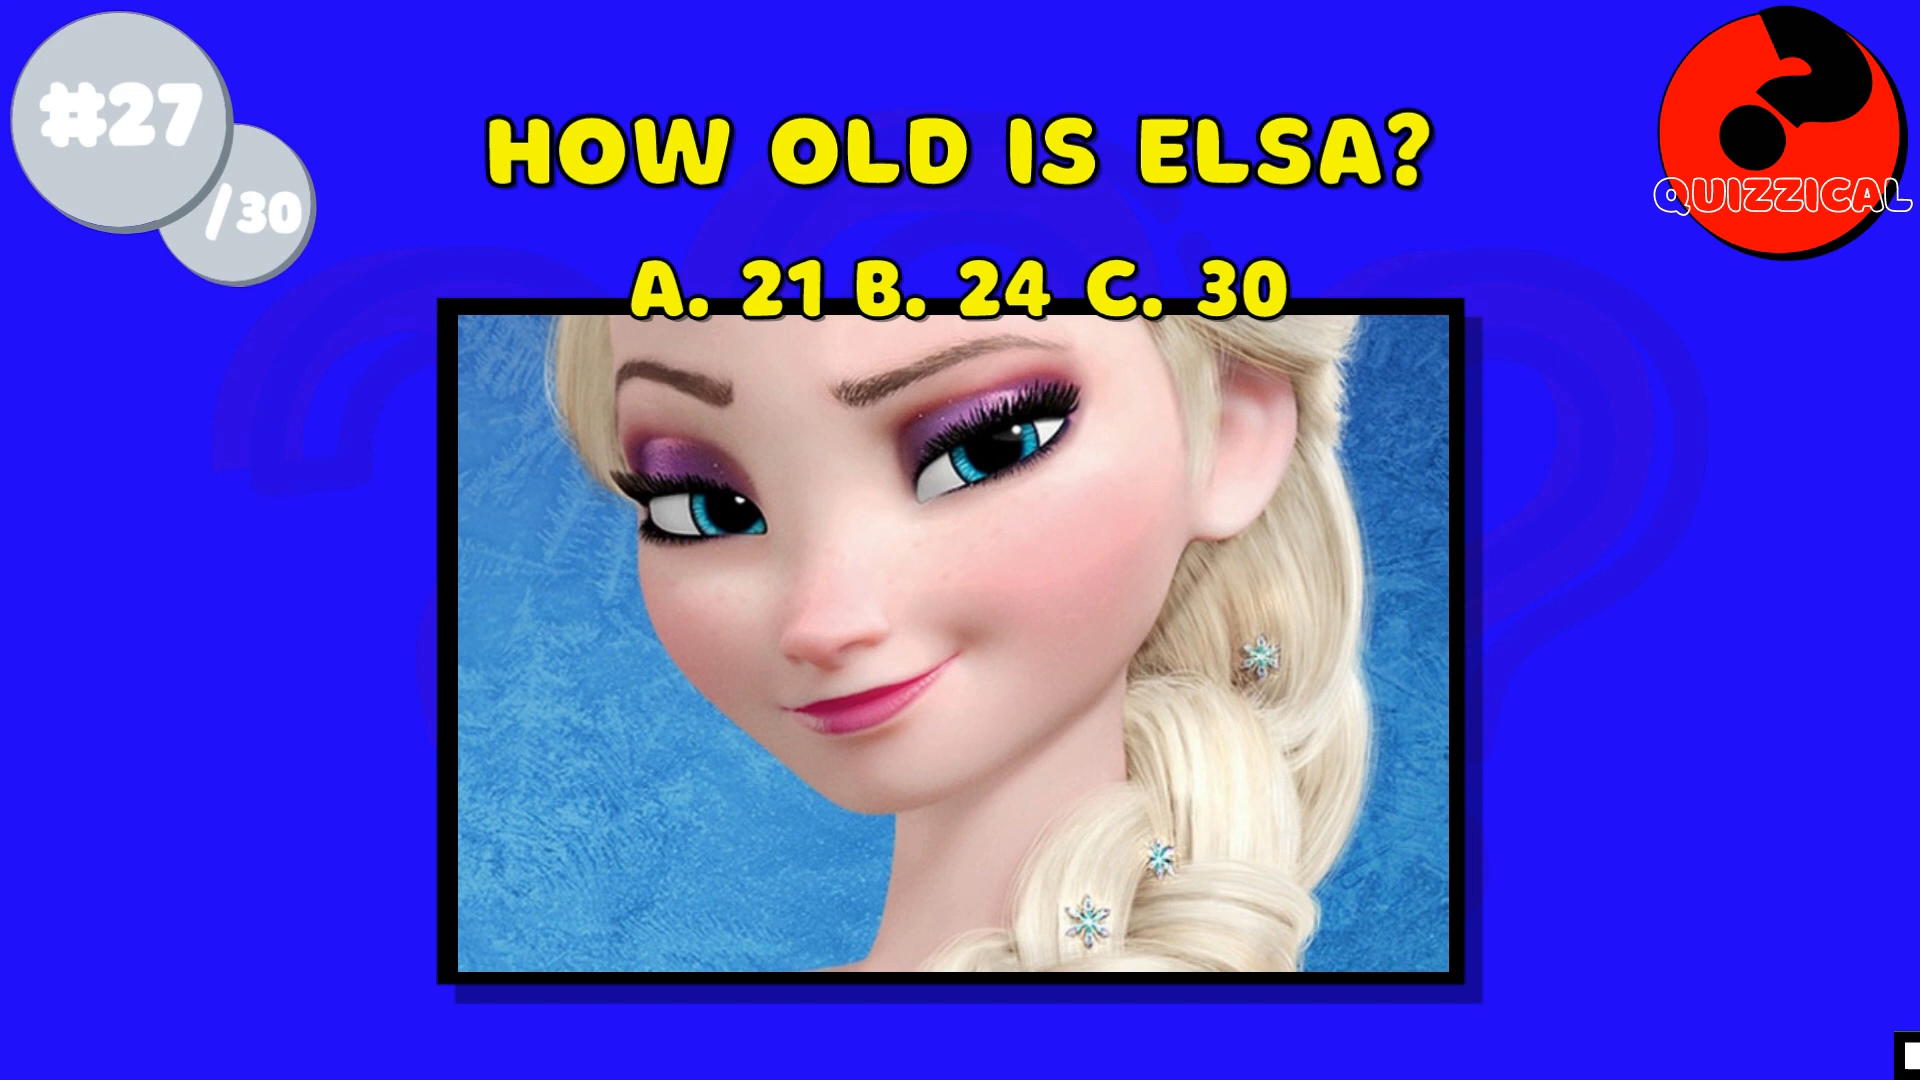 #27
/30
HOW OLD IS ELSA?
QUIZZICAL
A. 21 B. 24 C. 30